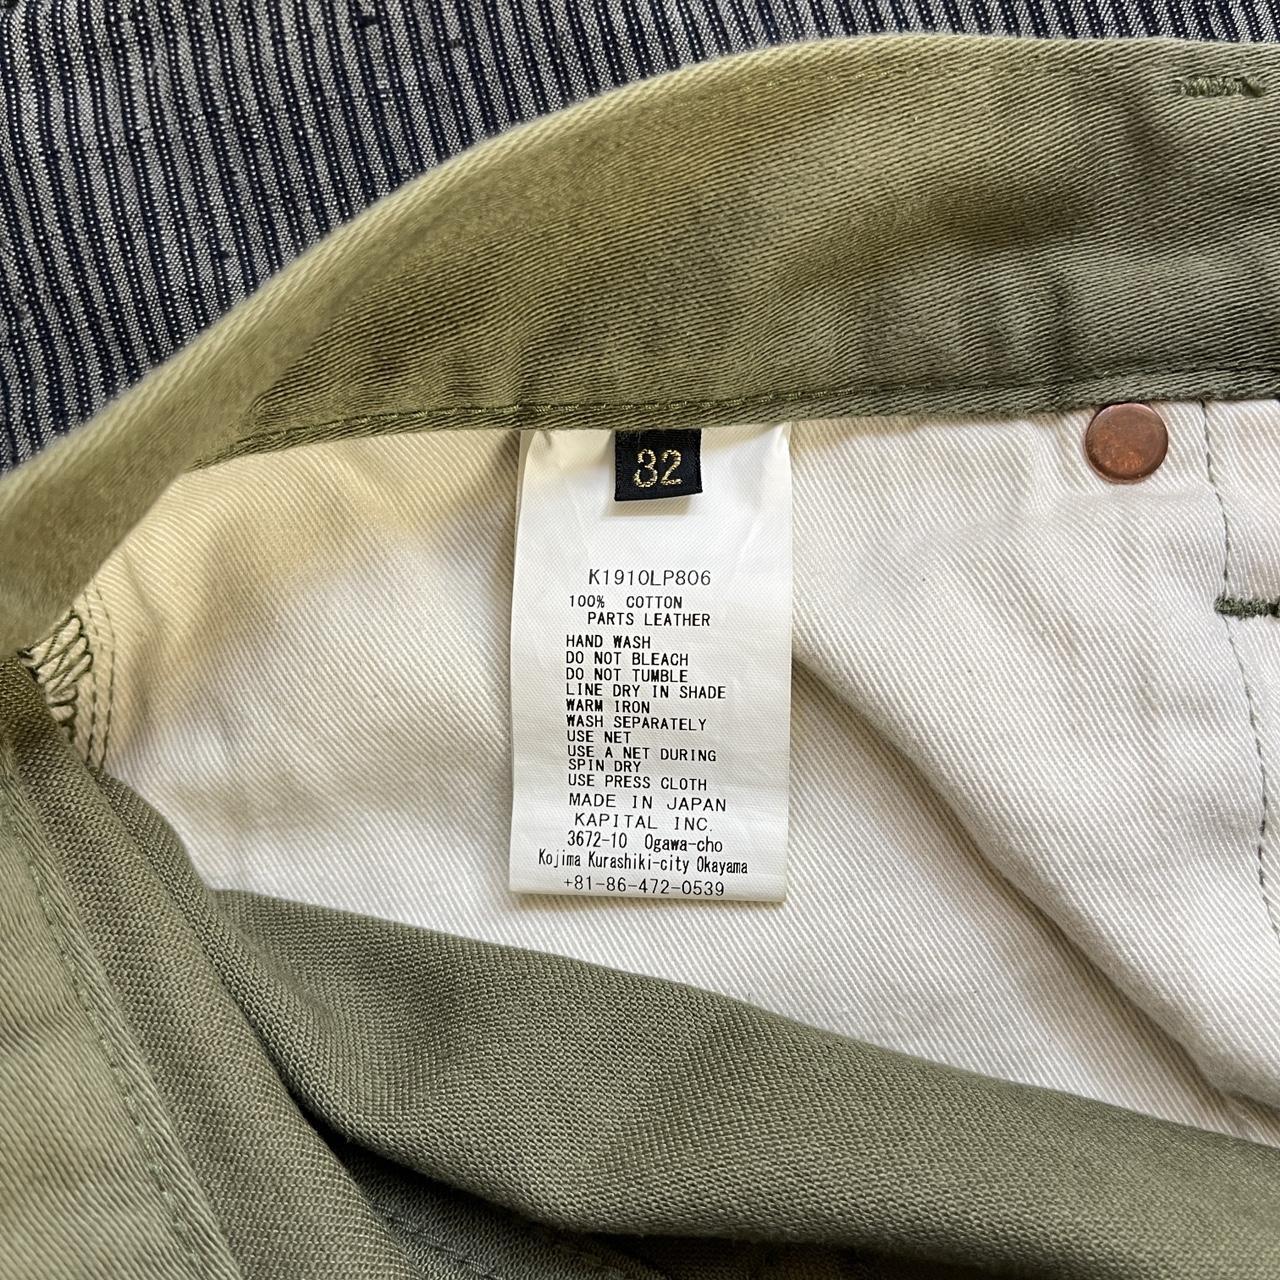 32
K1910LP806
100% COTTON
PARTS LEATHER
HAND WASH
DO NOT BLEACH
DO NOT TUMBLE
LINE DRY IN SHADE
WARM IRON
WASH SEPARATELY
USE NET
USE A NET DURING
SPIN DRY
USE PRESS CLOTH
MADE IN JAPAN
KAPITAL INC.
3672-10 Ogawa-cho
Kojima Kurashiki-city Okayama
+81-86-472-0539